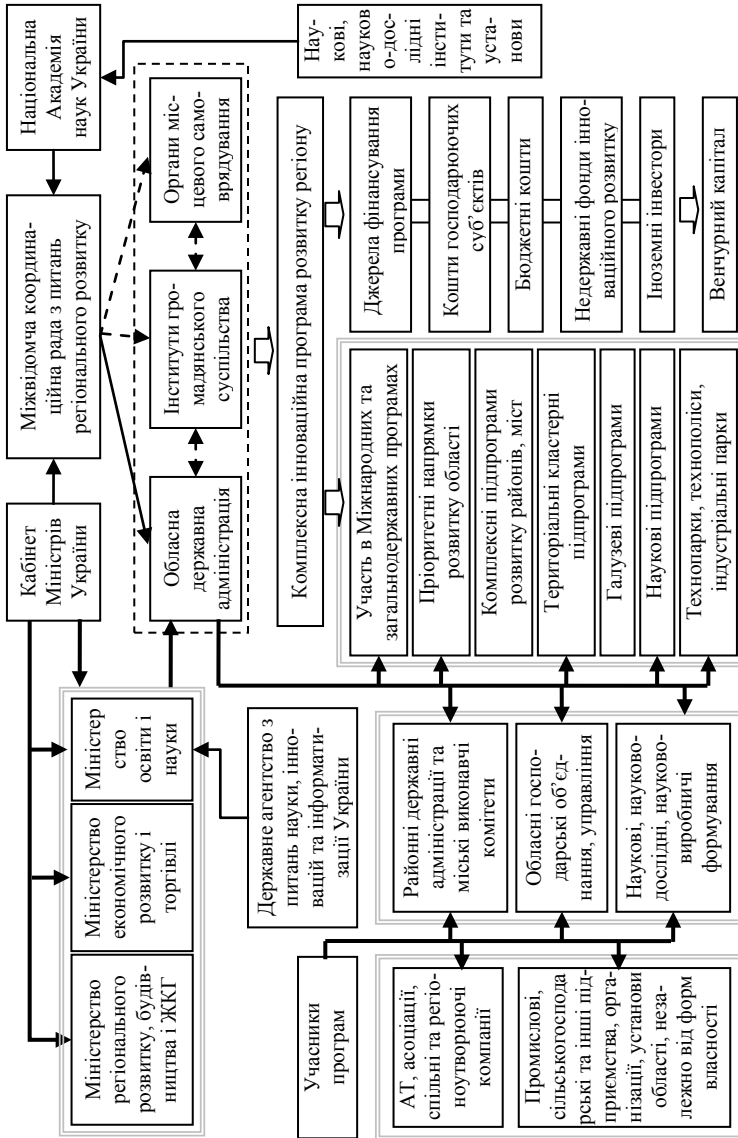 Кабінет
Міністрів
України
Міжвідомча координа-
ційна рада з питань
регіонального розвитку
Національна
Академія
наук України
Міністерство
регіонального
розвитку, будів-
ництва і ЖКГ
Міністерство
економічного
розвитку і
торгівлі
Міністер
ство
освіти і
науки
Обласна
державна
адміністрація
Інститути гро-
мадянського
суспільства
Органи міс-
цевого само-
врядування
Наукові,
науков
о-дос
лідні
інсти
тути та
уста
нови
Державне агентство з
питань науки, інно-
вацій та інформати-
зації України
Комплексна інноваційна програма розвитку регіону
Учасники
програм
АТ, асоціації,
спільні та регіо-
ноутворюючі
компанії
Промислові,
сільськогоспода
рські та інші під-
приємства, орга-
нізації, установи
області, неза-
лежно від форм
власності
Районні державні
адміністрації та
міські виконавчі
комітети
Обласні госпо-
дарські об’єд-
нання, управління
Наукові, науково-
дослідні, науково-
виробничі
формування
Участь в Міжнародних та
загальнодержавних програмах
Пріоритетні напрямки
розвитку області
Комплексні підпрограми
розвитку районів, міст
Територіальні кластерні
підпрограми
Галузеві підпрограми
Наукові підпрограми
Технопарки, технополіси,
індустріальні парки
Джерела фінансування
програми
Кошти господарюючих
суб’єктів
Бюджетні кошти
Недержавні фонди інно-
ваційного розвитку
Іноземні інвестори
Венчурний капітал